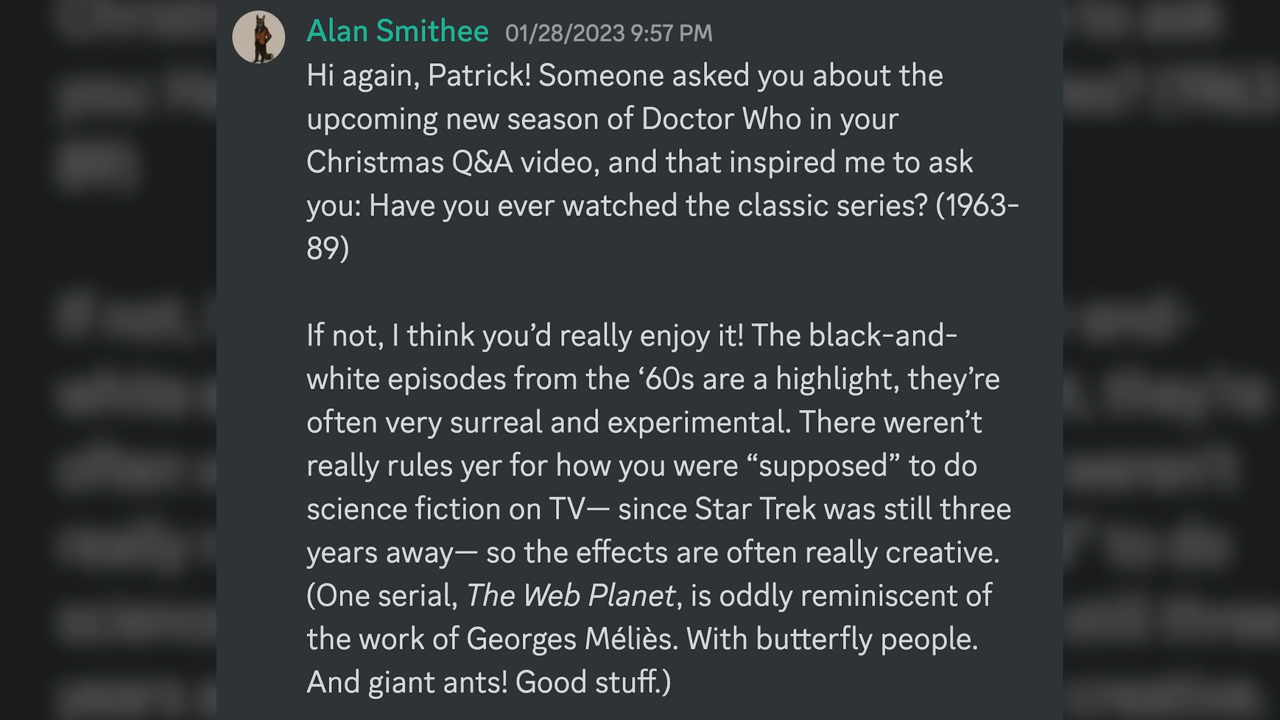 Alan Smithee 01/28/2023 9:57 PM
Hi again, Patrick! Someone asked you about the
upcoming new season of Doctor Who in your
Christmas Q&A video, and that inspired me to ask
you: Have you ever watched the classic series? (1963-
89)
If not, I think you’d really enjoy it! The black-and-
white episodes from the ‘60s are a highlight, they’re
often very surreal and experimental. There weren’t
really rules yer for how you were “supposed” to do
science fiction on TV— since Star Trek was still three
years away— so the effects are often really creative.
(One serial, The Web Planet, is oddly reminiscent of
the work of Georges Méliès. With butterfly people.
And giant ants! Good stuff.)